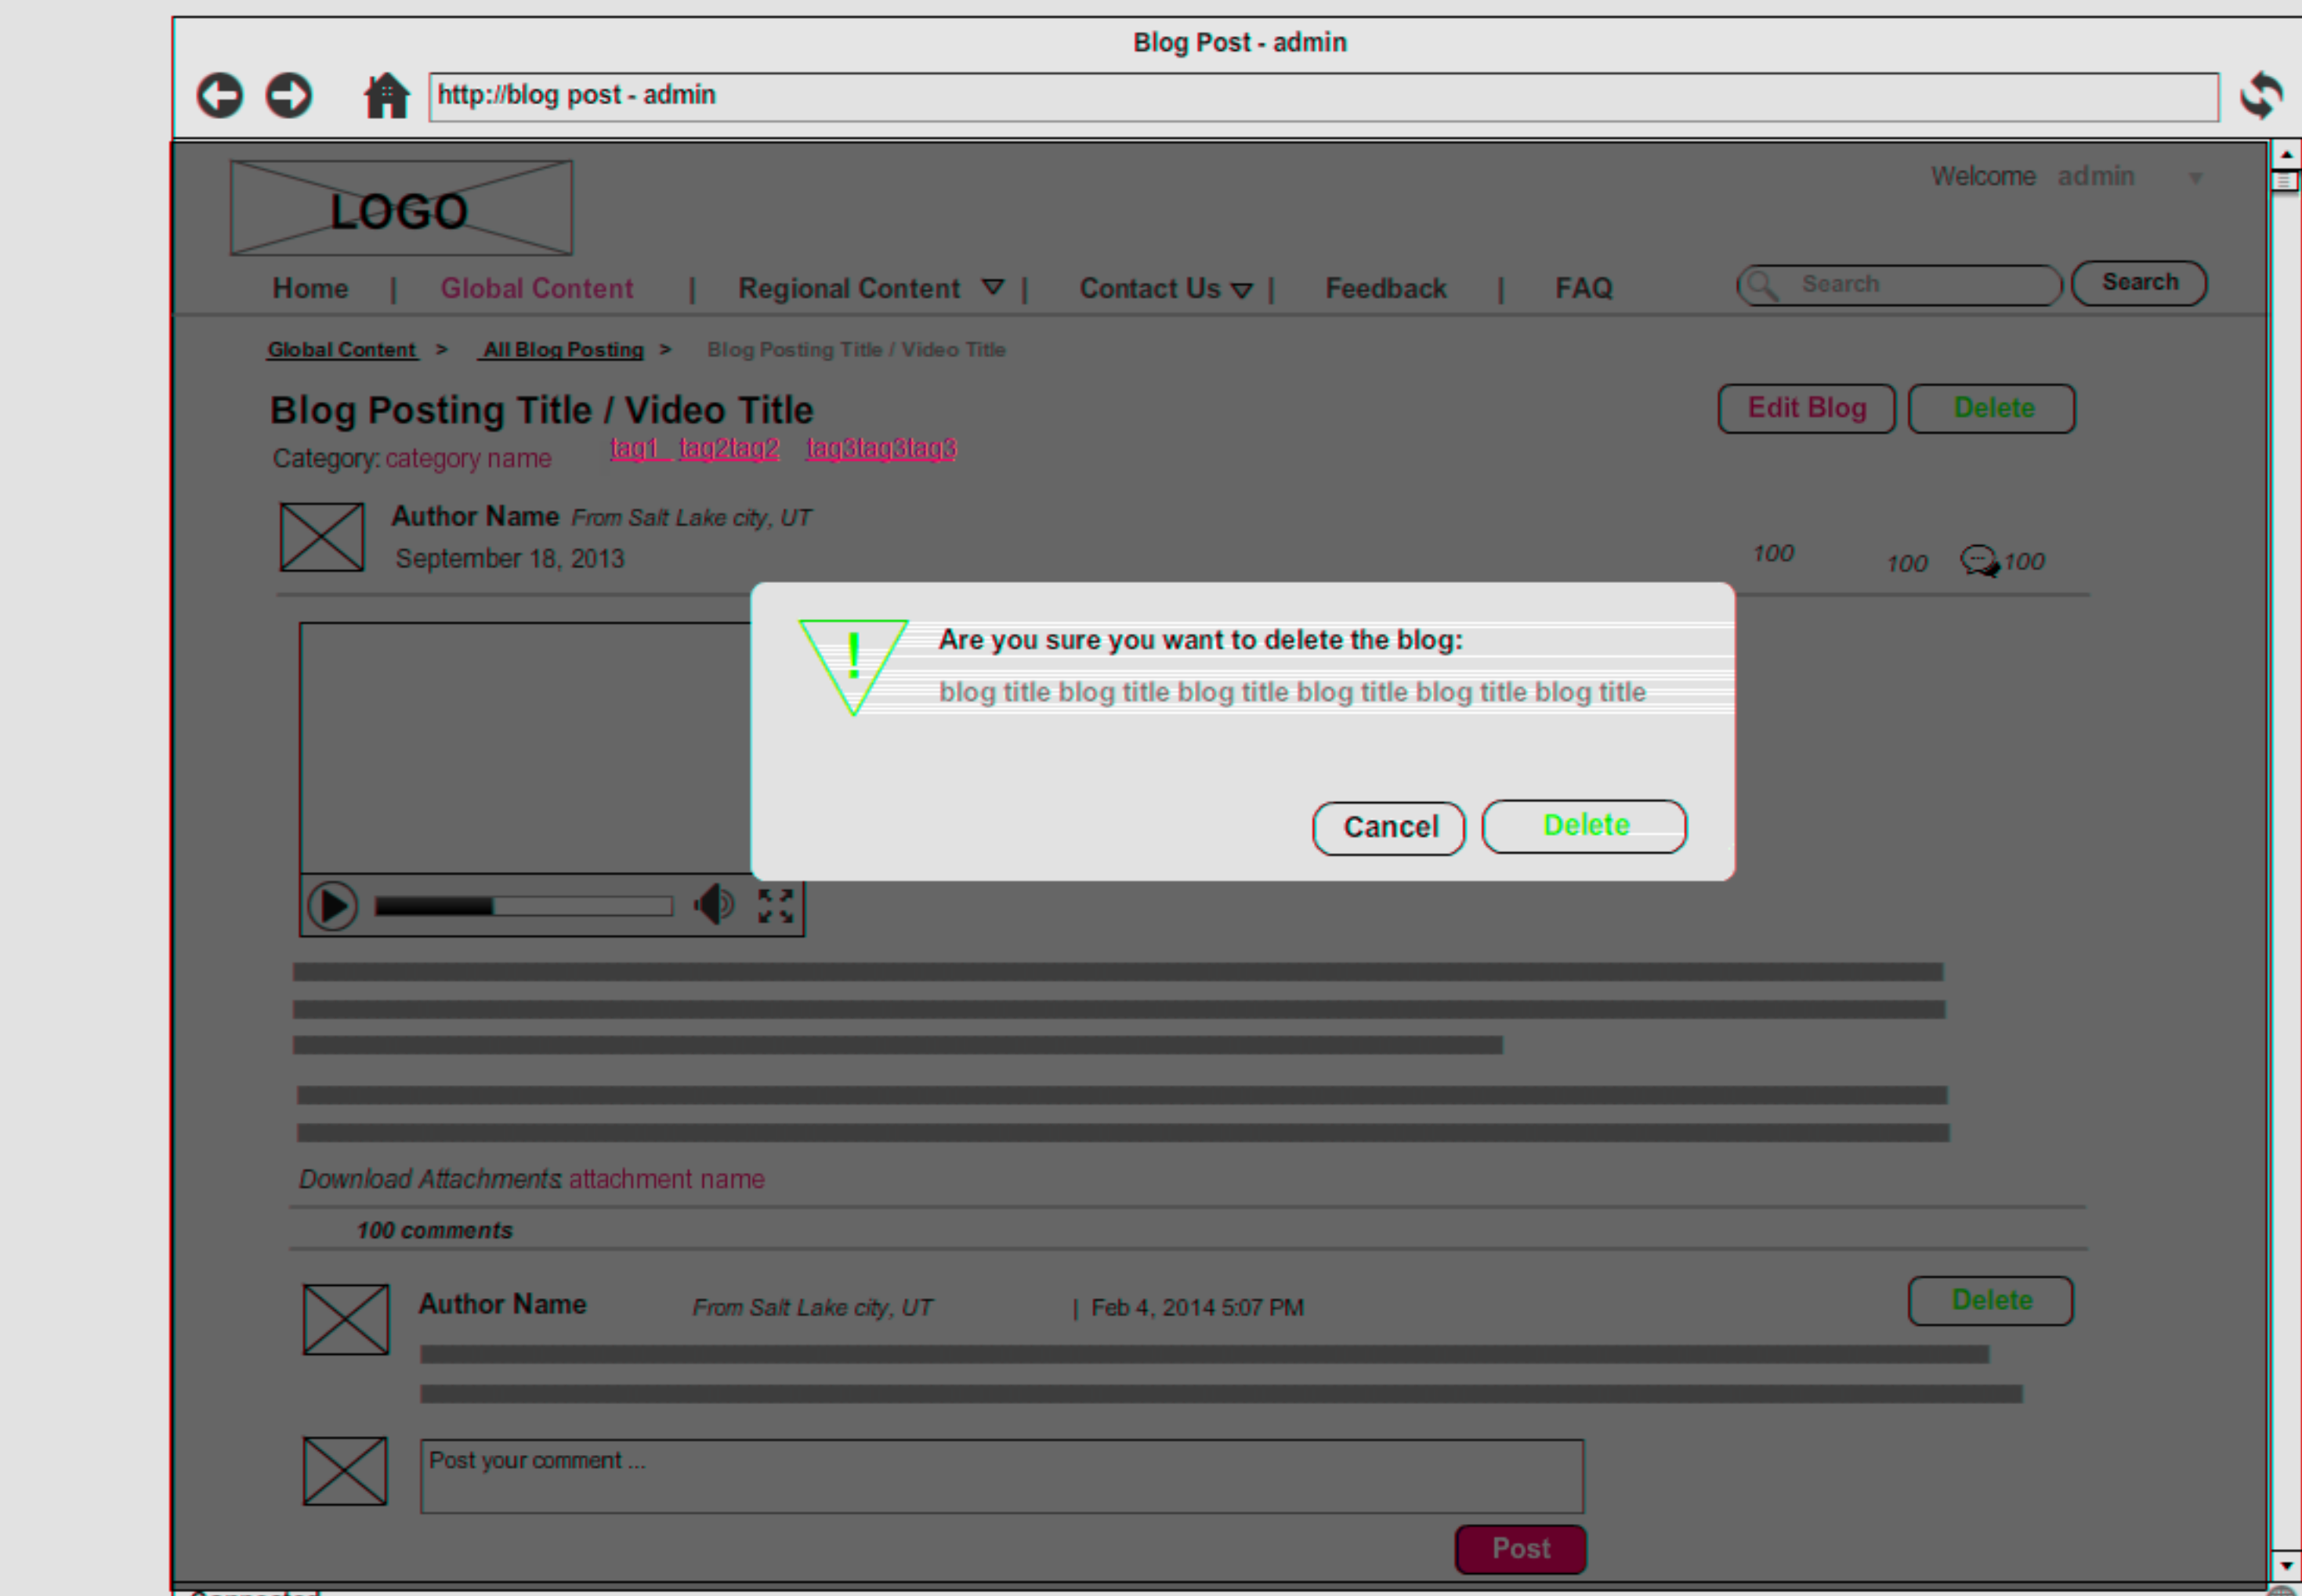 Blog Post - admin
http://blog post - admin
LOGO
Welcome admin
Home | Global Content | Regional Content | Contact Us | Feedback | FAQ Search Search
Global Content > All Blog Posting > Blog Posting Title / Video Title
Blog Posting Title / Video Title Edit Blog Delete
Category: category name tag1 tag2tag2 tag3tag3tag3
Author Name From Salt Lake city, UT
September 18, 2013
100 100 100
Are you sure you want to delete the blog:
blog title blog title blog title blog title blog title blog title
Cancel Delete
Download Attachments: attachment name
100 comments
Author Name From Salt Lake city, UT | Feb 4, 2014 5:07 PM Delete
Post your comment ...
Post